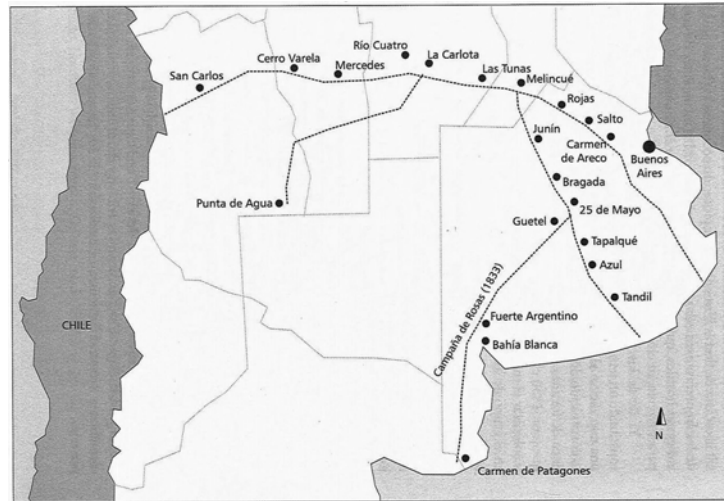 Río Cuatro
Cerro Varela
La Carlota
Mercedes
Las Tunas
San Carlos
Melincué
Rojas
Salto
Junín
Carmen
de Areco
Buenos
Aires
Bragada
Punta de Agua
25 de Mayo
Guetel
Tapalqué
Azul
Tandil
Campaña de Rosas (1833)
Fuerte Argentino
CHILE
Bahía Blanca
N
Carmen de Patagones